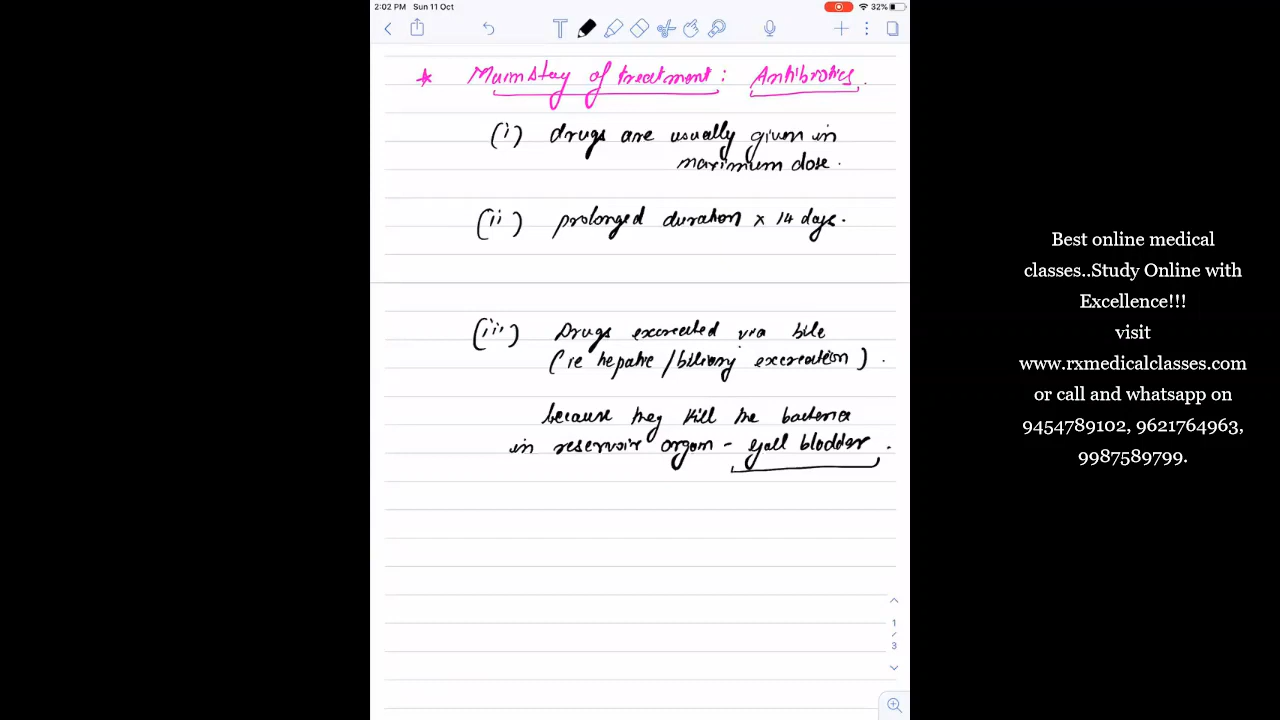 2:02 PM Sun 11 Oct
32%
* Mainstay of treatment : Antibiotics.
(i) drugs are usually given in
maximum dose.
(ii) prolonged duration x 14 days.
(iii) Drugs excreated via bile
(ie hepatic / biliary excreation).
because they kill the bacteria
in reservoir organ - gall bladder.
1
/
3
Best online medical
classes..Study Online with
Excellence!!!
visit
www.rxmedicalclasses.com
or call and whatsapp on
9454789102, 9621764963,
9987589799.